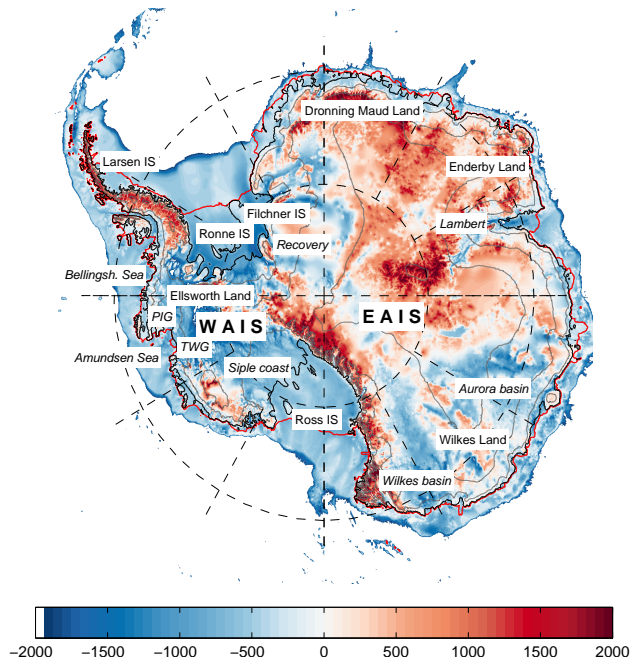 Dronning Maud Land
Larsen IS
Enderby Land
Filchner IS
Lambert
Ronne IS
Recovery
Bellingsh. Sea
Ellsworth Land
PIG
WAIS
EAIS
Amundsen Sea
TWG
Siple coast
Aurora basin
Ross IS
Wilkes Land
Wilkes basin
−2000 −1500 −1000 −500 0 500 1000 1500 2000